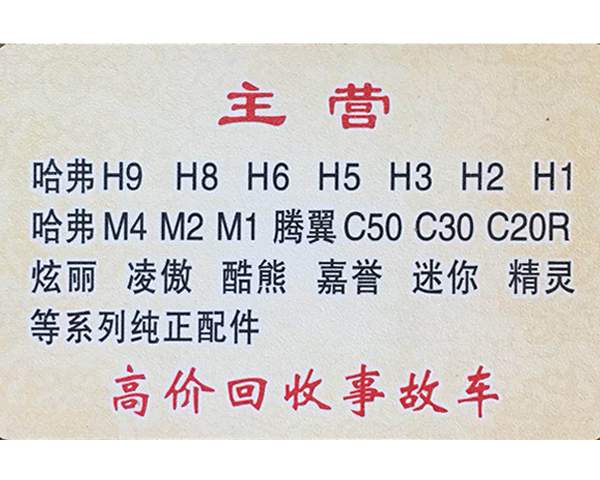 主营
哈弗H9 H8 H6 H5 H3 H2 H1
哈弗M4 M2 M1 腾翼C50 C30 C20R
炫丽 凌傲 酷熊 嘉誉 迷你 精灵
等系列纯正配件
高价回收事故车